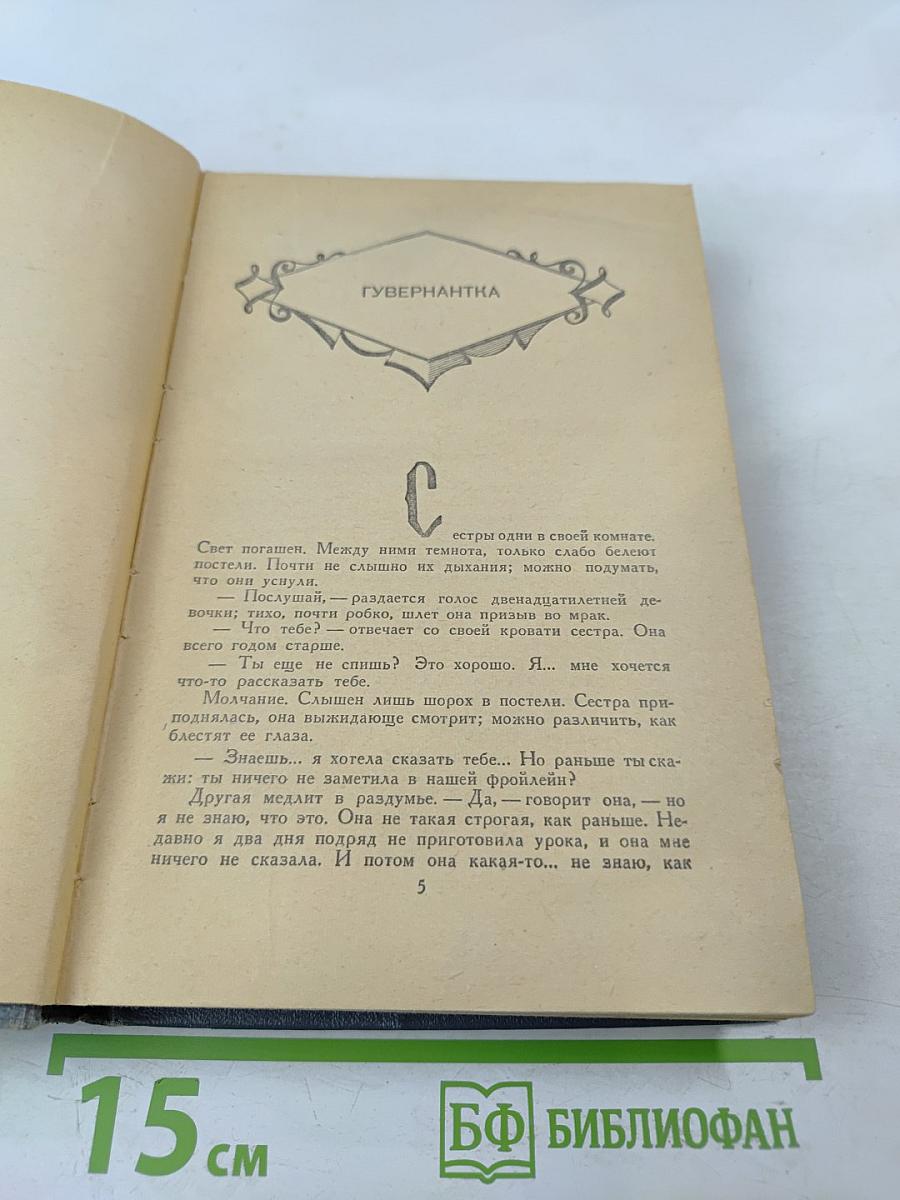 ГУВЕРНАНТКА
Сестры одни в своей комнате.
Свет погашен. Между ними темнота, только слабо белеют
постели. Почти не слышно их дыхания; можно подумать,
что они уснули.
— Послушай, — раздается голос двенадцатилетней де-
вочки; тихо, почти робко, шлет она призыв во мрак.
— Что тебе? — отвечает со своей кровати сестра. Она
всего годом старше.
— Ты еще не спишь? Это хорошо. Я... мне хочется
что-то рассказать тебе.
Молчание. Слышен лишь шорох в постели. Сестра при-
поднялась, она выжидающе смотрит; можно различить, как
блестят ее глаза.
— Знаешь... я хотела сказать тебе... Но раньше ты ска-
жи: ты ничего не заметила в нашей фройлейн?
Другая медлит в раздумье. — Да, — говорит она, — но
я не знаю, что это. Она не такая строгая, как раньше. Не-
давно я два дня подряд не приготовила урока, и она мне
ничего не сказала. И потом она какая-то... не знаю, как
5
15 см
БФ БИБЛИОФАН